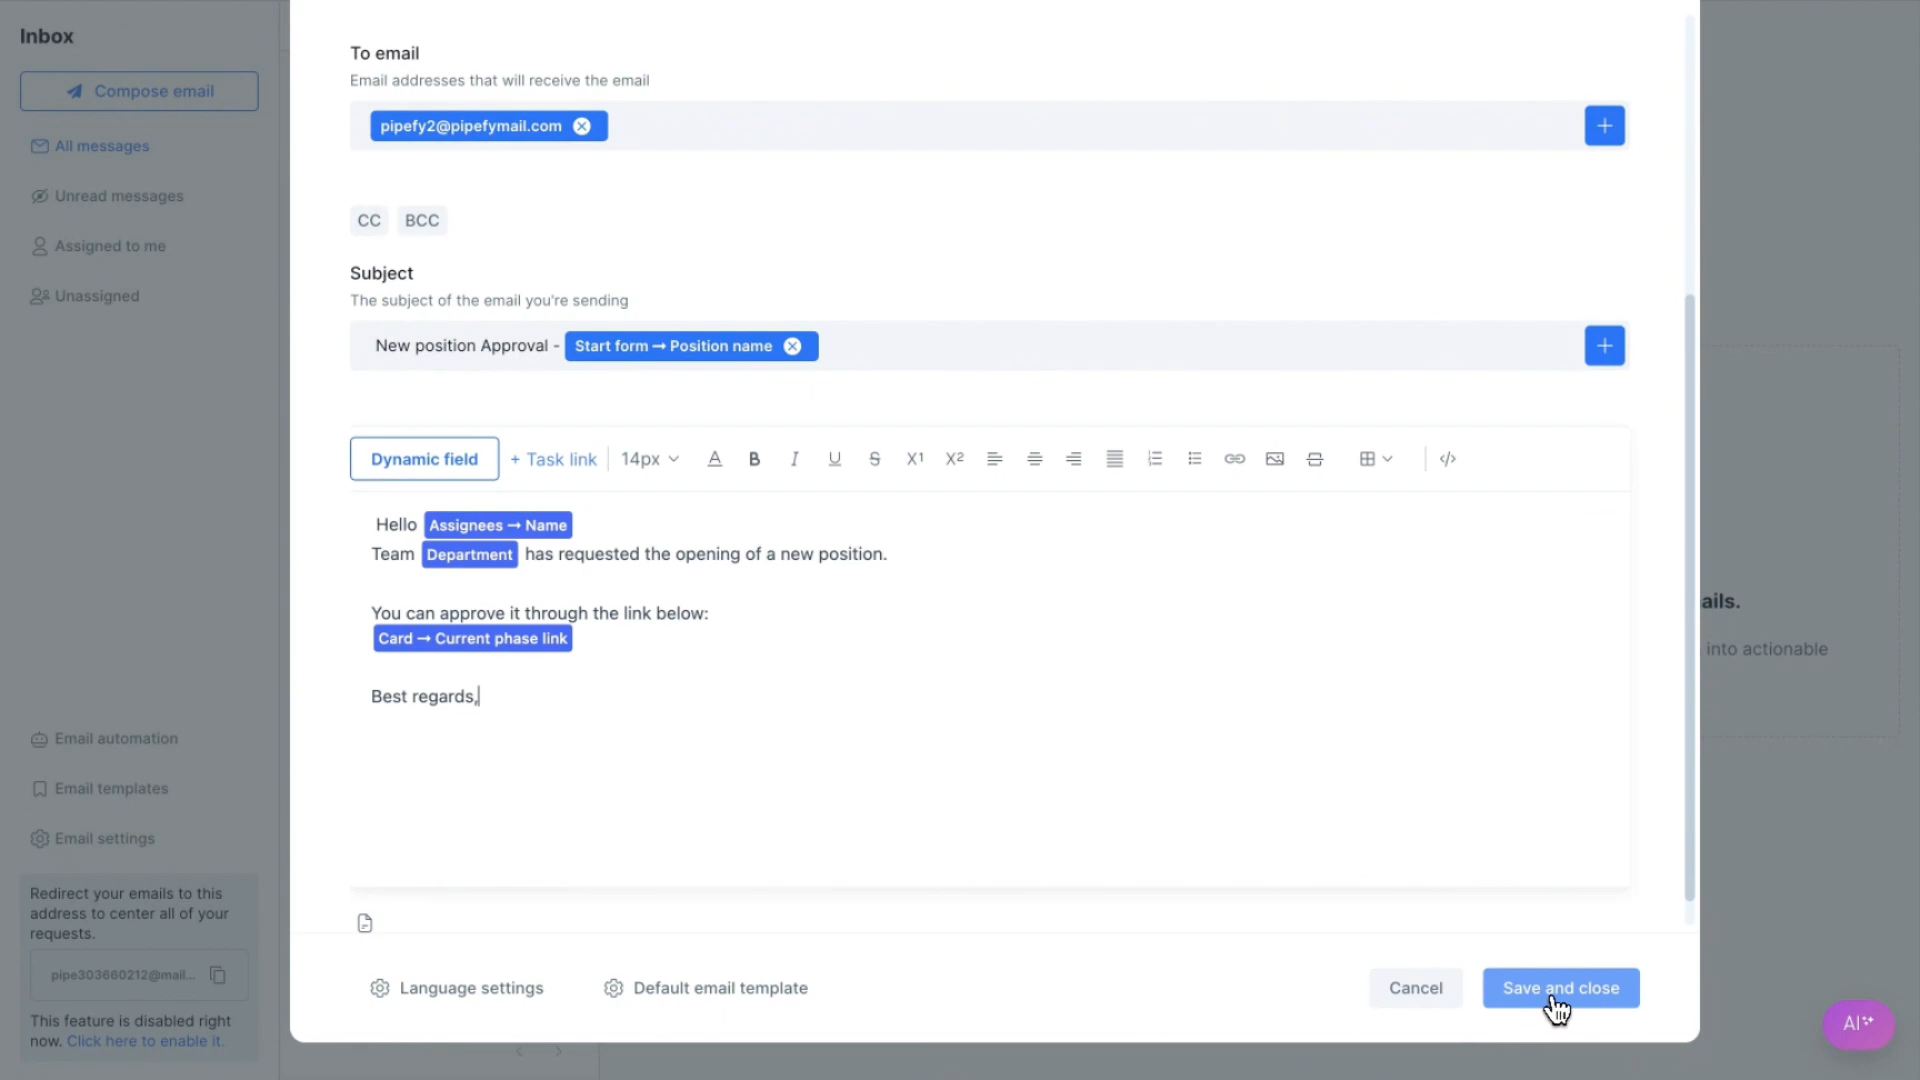 Inbox
Compose email
All messages
Unread messages
Assigned to me
Unassigned
Email automation
Email templates
Email settings
Redirect your emails to this
address to center all of your
requests.
pipe303660212@mail...
This feature is disabled right
now. Click here to enable it.
To email
Email addresses that will receive the email
pipefy2@pipefymail.com
CC BCC
Subject
The subject of the email you're sending
New position Approval - Start form → Position name
Dynamic field + Task link 14px A B I U S X1 X2
Hello Assignees → Name
Team Department has requested the opening of a new position.
You can approve it through the link below:
Card → Current phase link
Best regards,
Language settings Default email template Cancel Save and close
ails.
into actionable
AI